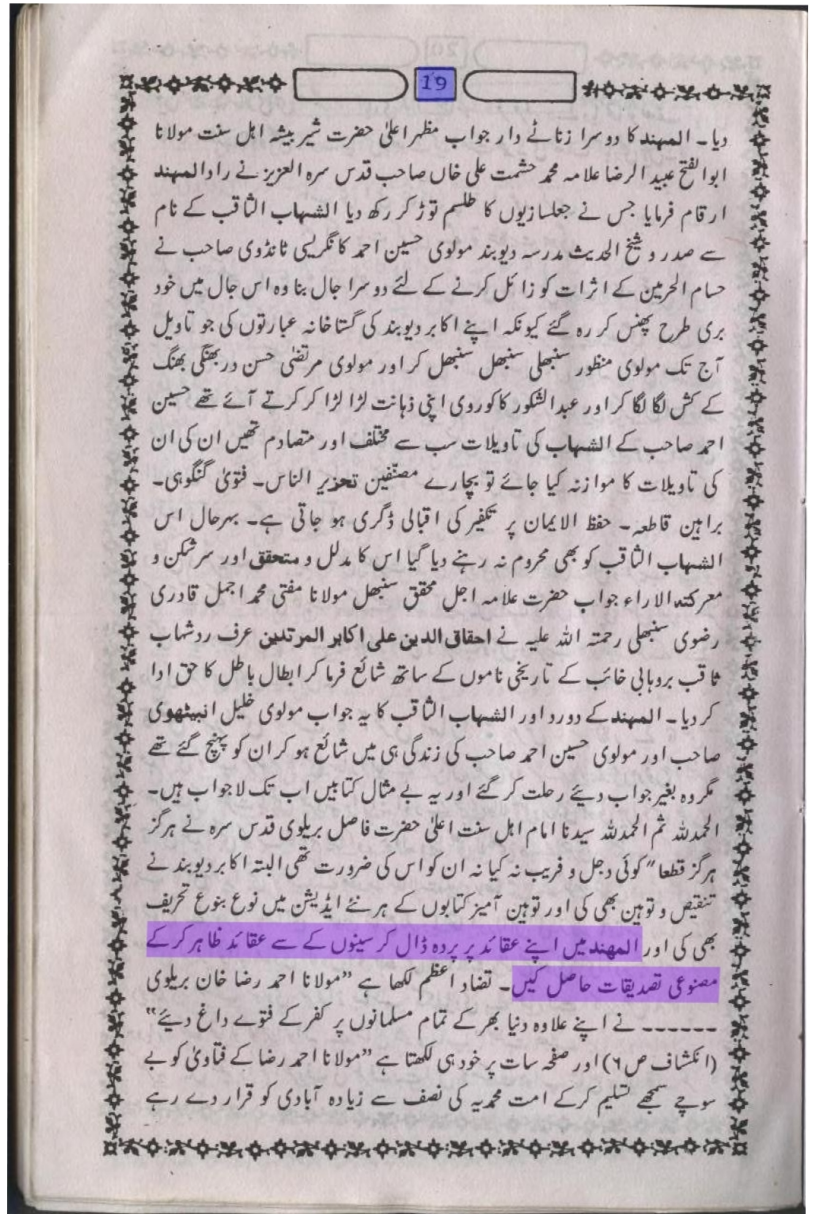 19
دیا۔ المہند کا دوسرا زناٹے دار جواب مظہر اعلیٰ حضرت شیر بیشہ اہل سنت مولانا
ابوالفتح عبید الرضا علامہ محمد حشمت علی خاں صاحب قدس سرہ العزیز نے راد المہند
ارقام فرمایا جس نے جعلسازیوں کا طلسم توڑ کر رکھ دیا الشہاب الثاقب کے نام
سے صدر و شیخ الحدیث مدرسہ دیوبند مولوی حسین احمد کانگریسی ٹانڈوی صاحب نے
حسام الحرمین کے اثرات کو زائل کرنے کے لئے دوسرا جال بنا وہ اس جال میں خود
بری طرح پھنس کر رہ گئے کیونکہ اپنے اکابر دیوبند کی گستاخانہ عبارتوں کی جو تاویل
آج تک مولوی منظور سنبھلی سنبھل سنبھل کر اور مولوی مرتضیٰ حسن دربھنگی بھنگ
کے کش لگا لگا کر اور عبدالشکور کاکوروی اپنی ذہانت لڑا لڑا کر کرتے آئے تھے حسین
احمد صاحب کے الشہاب کی تاویلات سب سے مختلف اور متصادم تھیں ان کی ان
کی تاویلات کا موازنہ کیا جائے تو بچارے مصنفین تحذیر الناس۔ فتویٰ گنگوہی۔
براہین قاطعہ۔ حفظ الایمان پر تکفیر کی اقبالی ڈگری ہو جاتی ہے۔ بہرحال اس
الشہاب الثاقب کو بھی محروم نہ رہنے دیا گیا اس کا مدلل و متحقق اور سرشکن و
معرکتہ الاراء جواب حضرت علامہ اجل محقق سنبھل مولانا مفتی محمد اجمل قادری
رضوی سنبھلی رحمتہ اللہ علیہ نے احقاق الدین علی اکابر المرتدین عرف رد شہاب
ثاقب بروہابی خائب کے تاریخی ناموں کے ساتھ شائع فرما کر ابطال باطل کا حق ادا
کر دیا۔ المہند کے دورد اور الشہاب الثاقب کا یہ جواب مولوی خلیل انبیٹھوی
صاحب اور مولوی حسین احمد صاحب کی زندگی ہی میں شائع ہو کر ان کو پہنچ گئے تھے
مگر وہ بغیر جواب دیئے رحلت کر گئے اور یہ بے مثال کتابیں اب تک لاجواب ہیں۔
الحمدللہ ثم الحمدللہ سیدنا امام اہل سنت اعلیٰ حضرت فاضل بریلوی قدس سرہ نے ہرگز
ہرگز قطعا" کوئی دجل و فریب نہ کیا نہ ان کو اس کی ضرورت تھی البتہ اکابر دیوبند نے
تنقیص و توہین بھی کی اور توہین آمیز کتابوں کے ہر نئے ایڈیشن میں نوع بنوع تحریف
بھی کی اور المہند میں اپنے عقائد پر پردہ ڈال کر سینوں کے سے عقائد ظاہر کر کے
مصنوعی تصدیقات حاصل کیں۔ تضاد اعظم لکھا ہے ”مولانا احمد رضا خان بریلوی
۔۔۔۔۔۔ نے اپنے علاوہ دنیا بھر کے تمام مسلمانوں پر کفر کے فتوے داغ دیئے“
(انکشاف ص ۶) اور صفحہ سات پر خود ہی لکھتا ہے ”مولانا احمد رضا کے فتاویٰ کو بے
سوچے سمجھے تسلیم کرکے امت محمدیہ کی نصف سے زیادہ آبادی کو قرار دے رہے